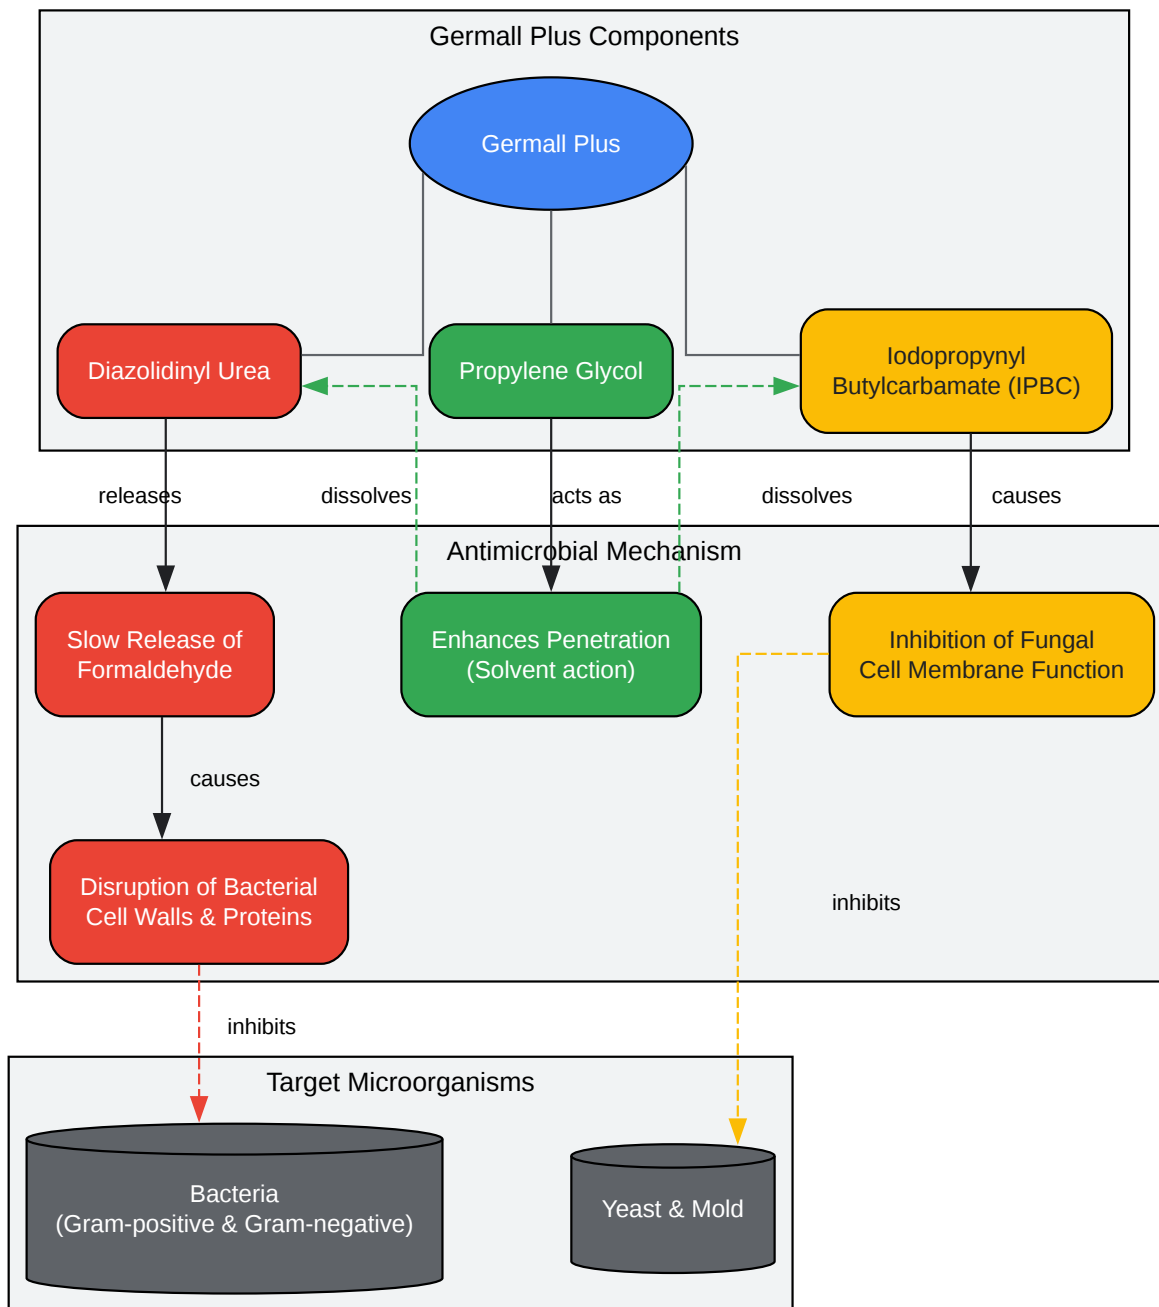 Germall Plus Components
Germall Plus
Diazolidinyl Urea
Propylene Glycol
Iodopropynyl
Butylcarbamate (IPBC)
releases
dissolves
acts as
dissolves
causes
Antimicrobial Mechanism
Slow Release of
Formaldehyde
Enhances Penetration
(Solvent action)
Inhibition of Fungal
Cell Membrane Function
causes
Disruption of Bacterial
Cell Walls & Proteins
inhibits
inhibits
Target Microorganisms
Bacteria
(Gram-positive & Gram-negative)
Yeast & Mold